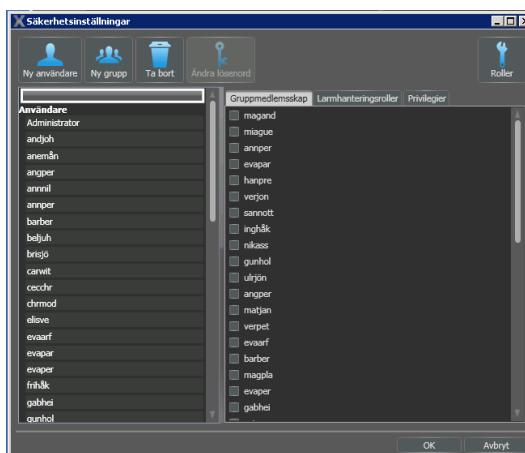 Säkerhetsinställningar
Ny användare
Ny grupp
Ta bort
Ändra lösenord
Roller
Användare
Administrator
andjoh
anemån
angper
annnil
annper
barber
beljuh
brisjö
carwit
cecchr
chrmod
elisve
evaarf
evapar
evaper
frihåk
gabhei
gunhol
Gruppmedlemsskap
Larmhanteringsroller
Privilegier
magand
miague
annper
evapar
hanpre
verjon
sannott
inghåk
nikass
gunhol
ulrjön
angper
matjan
verpet
evaarf
barber
magpla
evaper
gabhei
OK
Avbryt